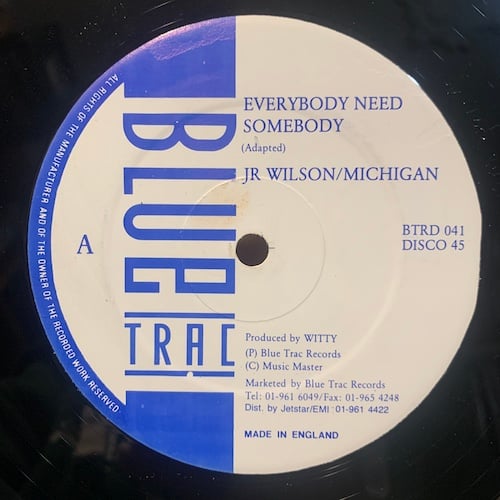 ALL RIGHTS OF THE MANUFACTURER AND OF THE OWNER OF THE RECORDED WORK RESERVED
BLUE
TRAC
A
EVERYBODY NEED
SOMEBODY
(Adapted)
JR WILSON/MICHIGAN
BTRD 041
DISCO 45
Produced by WITTY
(P) Blue Trac Records
(C) Music Master
Marketed by Blue Trac Records
Tel: 01-961 6049/Fax: 01-965 4248
Dist. by Jetstar/EMI : 01-961 4422
MADE IN ENGLAND